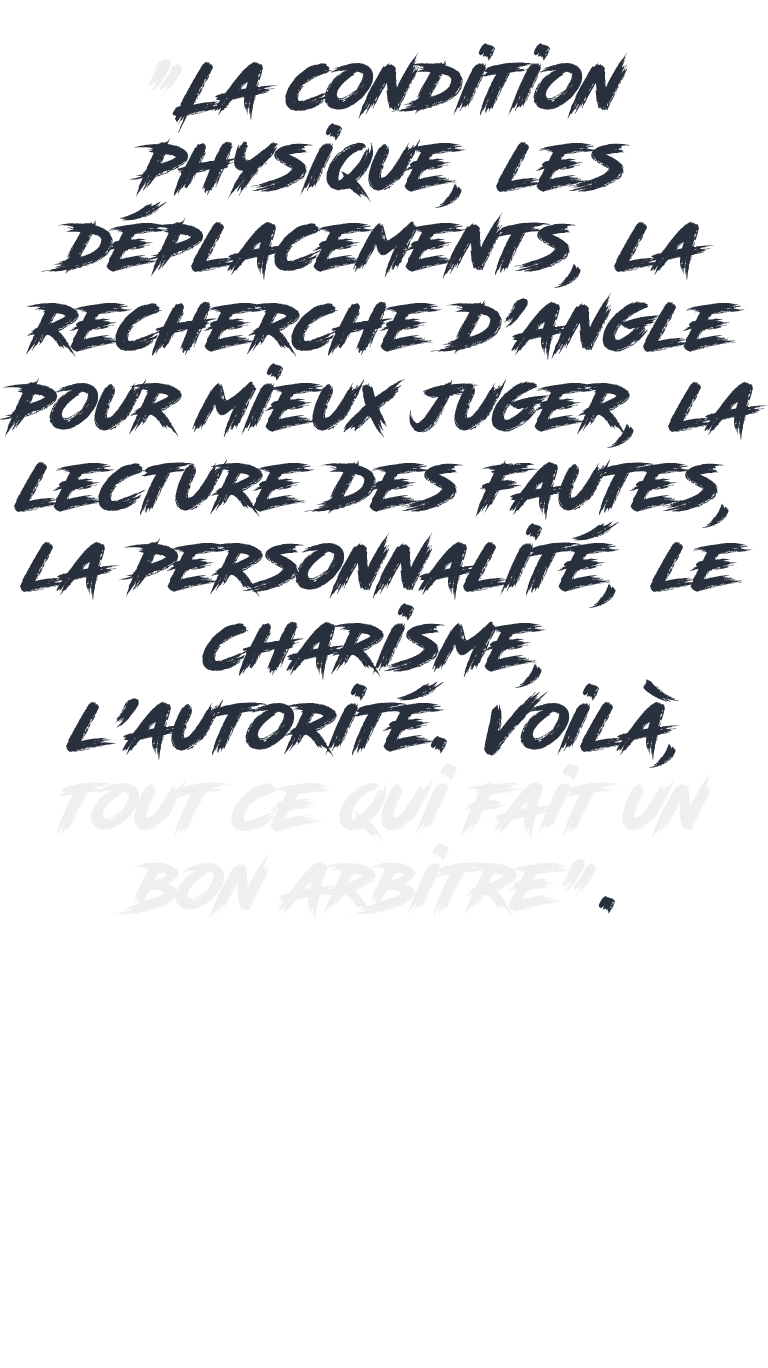 "LA CONDITION
PHYSIQUE, LES
DÉPLACEMENTS, LA
RECHERCHE D'ANGLE
POUR MIEUX JUGER, LA
LECTURE DES FAUTES,
LA PERSONNALITÉ, LE
CHARISME,
L'AUTORITÉ. VOILÀ,
TOUT CE QUI FAIT UN
BON ARBITRE".